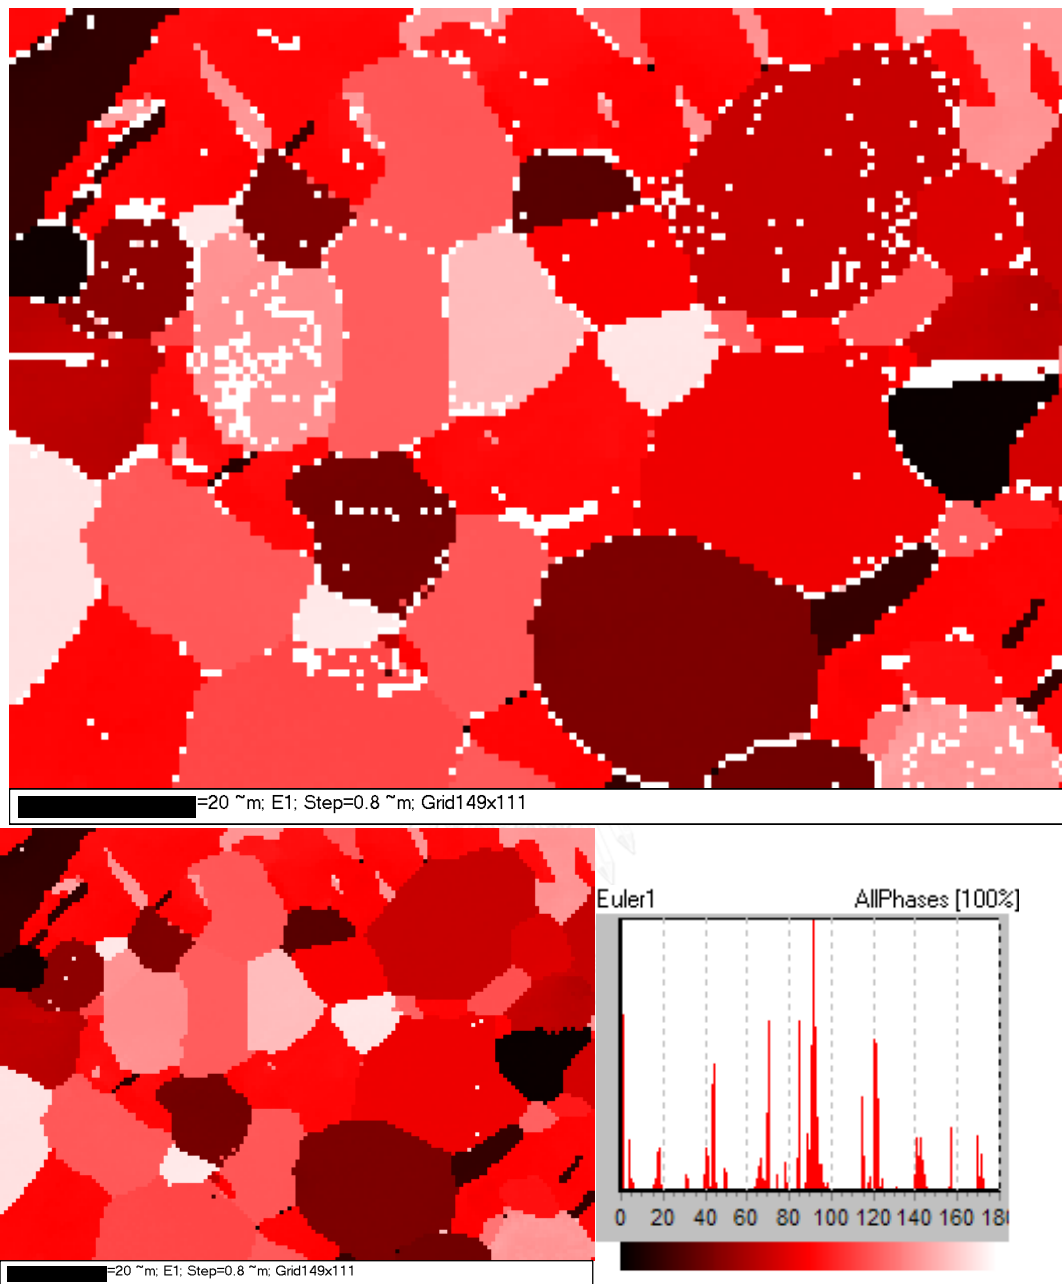 =20 ~m; E1; Step=0.8 ~m; Grid149x111
=20 ~m; E1; Step=0.8 ~m; Grid149x111
Euler1 AllPhases [100%]
0 20 40 60 80 100 120 140 160 180